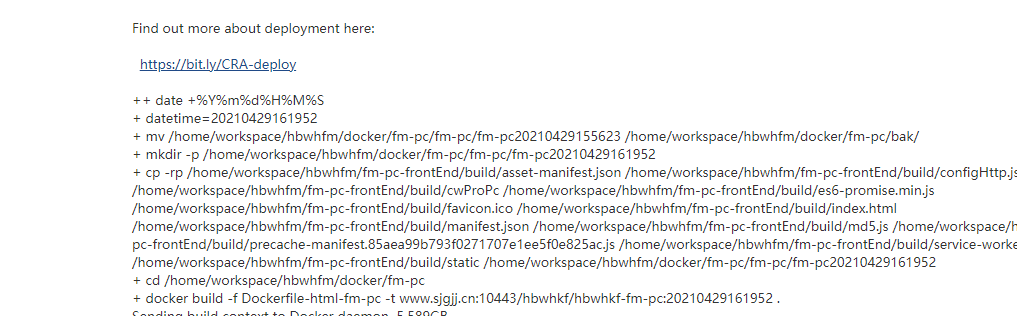 Find out more about deployment here:
https://bit.ly/CRA-deploy
++ date +%Y%m%d%H%M%S
+ datetime=20210429161952
+ mv /home/workspace/hbwhfm/docker/fm-pc/fm-pc/fm-pc20210429155623 /home/workspace/hbwhfm/docker/fm-pc/bak/
+ mkdir -p /home/workspace/hbwhfm/docker/fm-pc/fm-pc/fm-pc20210429161952
+ cp -rp /home/workspace/hbwhfm/fm-pc-frontEnd/build/asset-manifest.json /home/workspace/hbwhfm/fm-pc-frontEnd/build/configHttp.js
/home/workspace/hbwhfm/fm-pc-frontEnd/build/cwProPc /home/workspace/hbwhfm/fm-pc-frontEnd/build/es6-promise.min.js
/home/workspace/hbwhfm/fm-pc-frontEnd/build/favicon.ico /home/workspace/hbwhfm/fm-pc-frontEnd/build/index.html
/home/workspace/hbwhfm/fm-pc-frontEnd/build/manifest.json /home/workspace/hbwhfm/fm-pc-frontEnd/build/md5.js /home/workspace/h
pc-frontEnd/build/precache-manifest.85aea99b793f0271707e1ee5f0e825ac.js /home/workspace/hbwhfm/fm-pc-frontEnd/build/service-worke
/home/workspace/hbwhfm/fm-pc-frontEnd/build/static /home/workspace/hbwhfm/docker/fm-pc/fm-pc/fm-pc20210429161952
+ cd /home/workspace/hbwhfm/docker/fm-pc
+ docker build -f Dockerfile-html-fm-pc -t www.sjgjj.cn:10443/hbwhkf/hbwhkf-fm-pc:20210429161952 .
Sending build context to Docker daemon 5.589GB